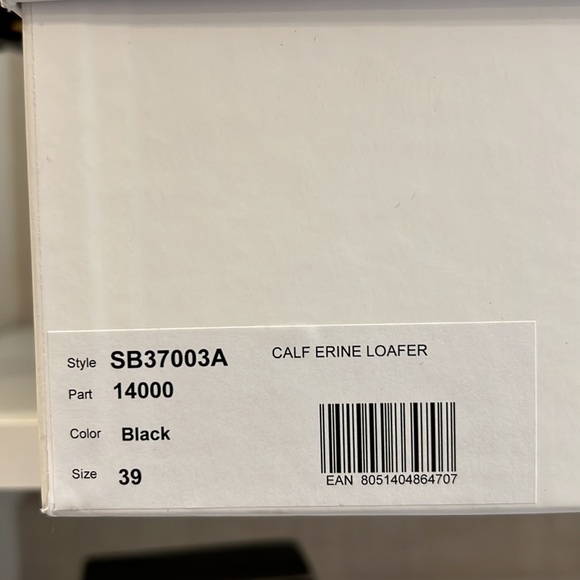 Style SB37003A CALF ERINE LOAFER
Part 14000
Color Black
Size 39
EAN 8051404864707